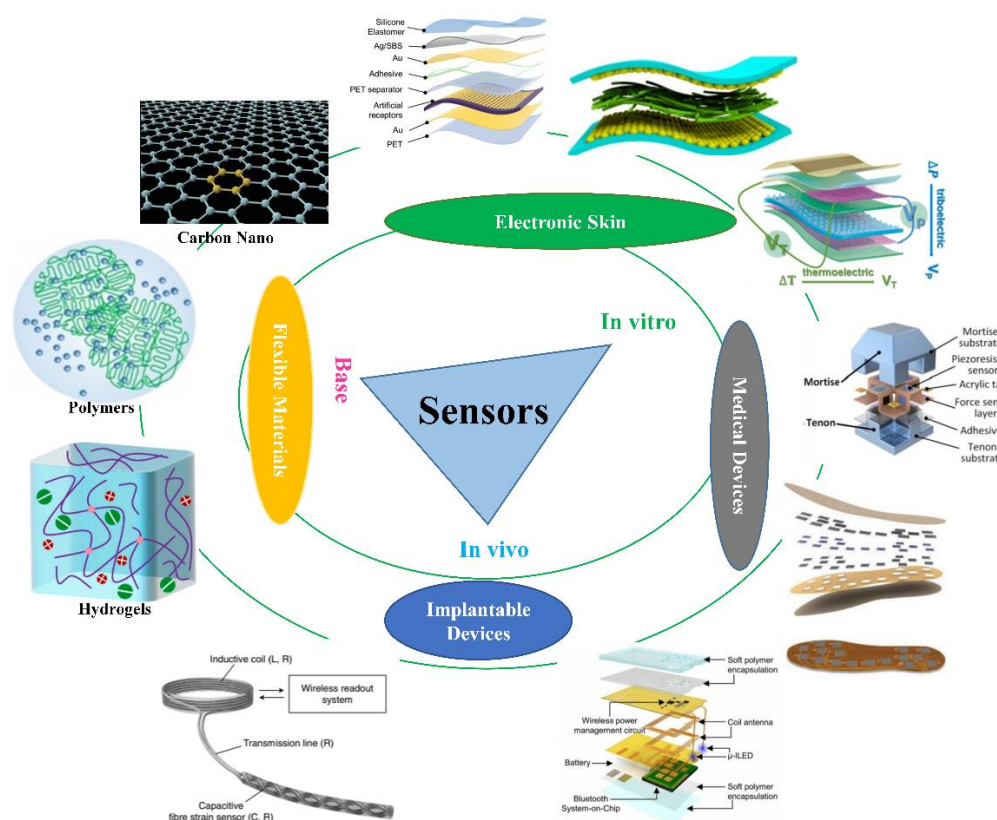 Silicone
Elastomer
Ag/SBS
Au
Adhesive
PET separator
Artificial
receptors
Au
PET
Carbon Nano
Electronic Skin
ΔP
triboelectric
V_P
V_P
V_T
ΔT thermoelectric V_T
Polymers
Flexible Materials
Base
In vitro
Sensors
Medical Devices
In vivo
Implantable
Devices
Mortise
Tenon
Mortise
substrat
Piezoresis
sensor
Acrylic ta
Force sens
layer
Adhesiv
Tenon
substrat
Hydrogels
Inductive coil (L, R)
Wireless readout
system
Transmission line (R)
Capacitive
fibre strain sensor (C, R)
Soft polymer
encapsulation
Wireless power
management circuit
Coil antenna
μ-ILED
Battery
Bluetooth
System-on-Chip
Soft polymer
encapsulation